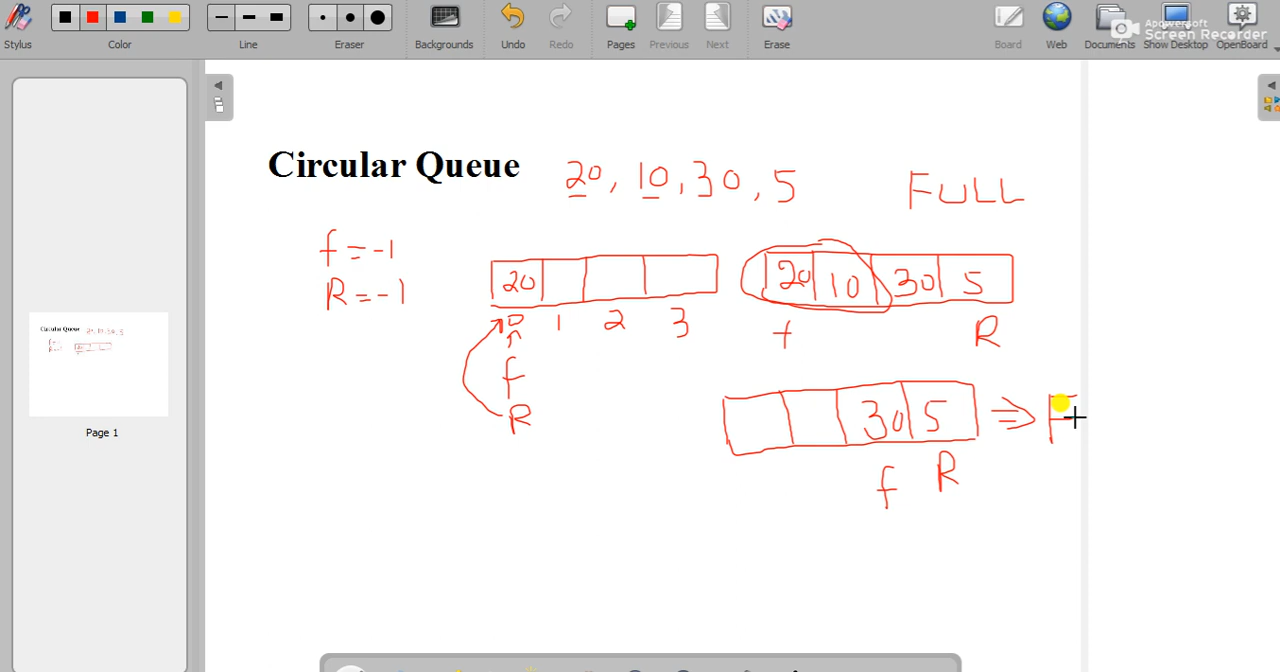 Stylus Color Line Eraser Backgrounds Undo Redo Pages Previous Next Erase Board Web Documents Show Desktop OpenBoard
Apowersoft
Screen Recorder
Circular Queue 20, 10, 30, 5 FULL
f = -1
R = -1
20
0 1 2 3
f
R
20 10 30 5
f R
30 5 ⇒ F
f R
Page 1